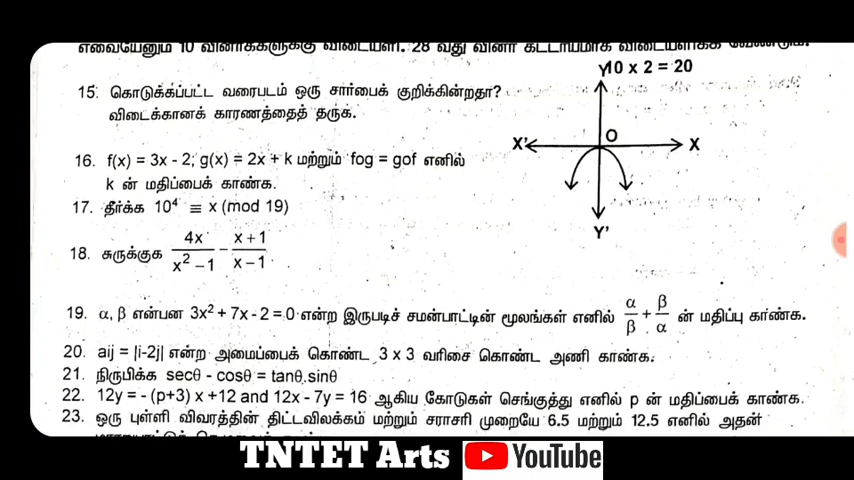 எவையேனும் 10 வினாக்களுக்கு விடையளி. 28 வது வினா கட்டாயமாக விடையளிக்க வேண்டும்.
10 x 2 = 20
15. கொடுக்கப்பட்ட வரைபடம் ஒரு சார்பைக் குறிக்கின்றதா?
விடைக்கானக் காரணத்தைத் தருக.
Y
X' O X
Y'
16. f(x) = 3x - 2; g(x) = 2x + k மற்றும் fog = gof எனில்
k ன் மதிப்பைக் காண்க.
17. தீர்க்க 10⁴ ≡ x (mod 19)
18. சுருக்குக 4x/(x² – 1) – (x + 1)/(x – 1)
19. α, β என்பன 3x² + 7x - 2 = 0 என்ற இருபடிச் சமன்பாட்டின் மூலங்கள் எனில் α/β + β/α ன் மதிப்பு காண்க.
20. aij = |i-2j| என்ற அமைப்பைக் கொண்ட 3 x 3 வரிசை கொண்ட அணி காண்க.
21. நிருபிக்க secθ - cosθ = tanθ.sinθ
22. 12y = - (p+3) x +12 and 12x - 7y = 16 ஆகிய கோடுகள் செங்குத்து எனில் p ன் மதிப்பைக் காண்க.
23. ஒரு புள்ளி விவரத்தின் திட்டவிலக்கம் மற்றும் சராசரி முறையே 6.5 மற்றும் 12.5 எனில் அதன்
TNTET Arts YouTube